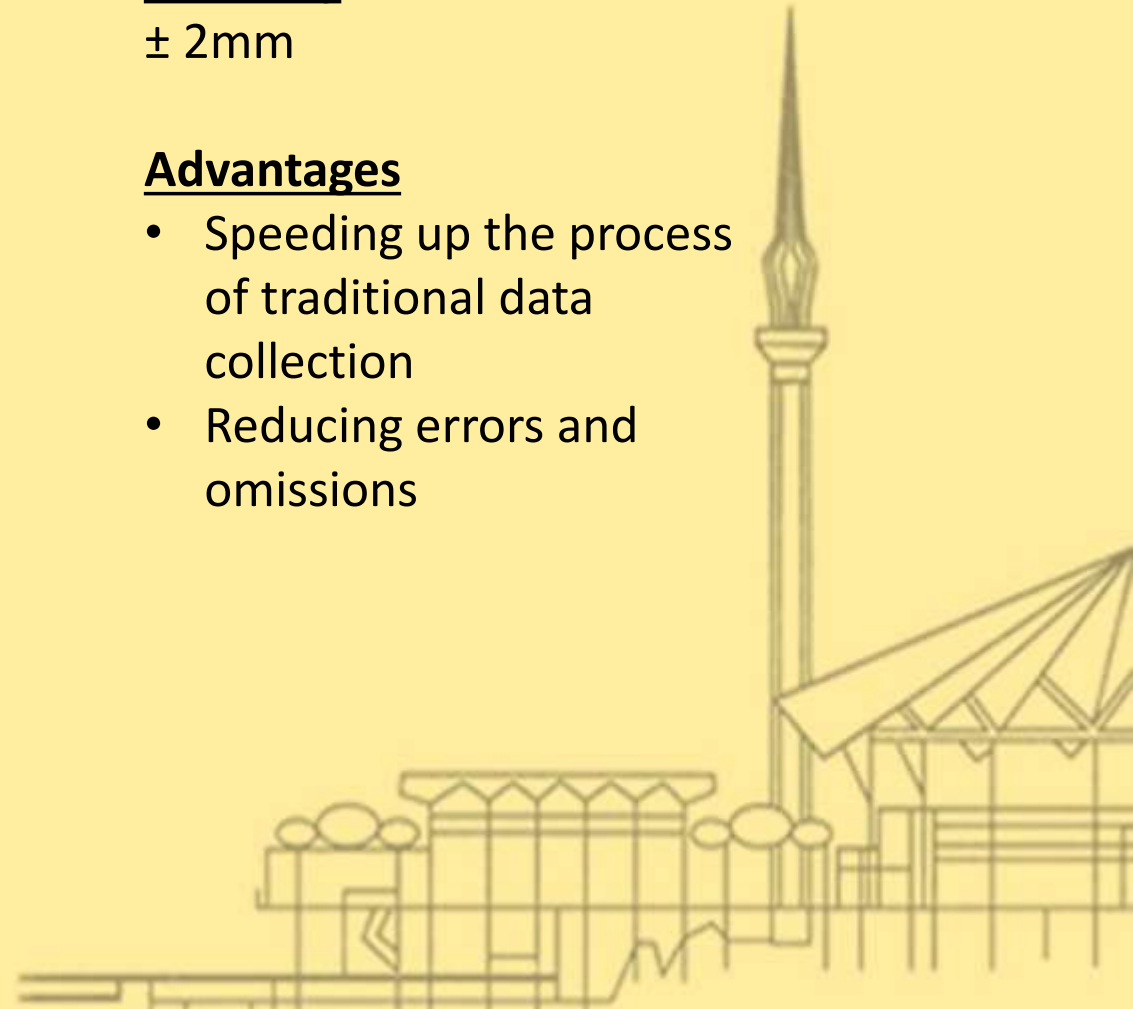 ± 2mm
Advantages
• Speeding up the process
of traditional data
collection
• Reducing errors and
omissions